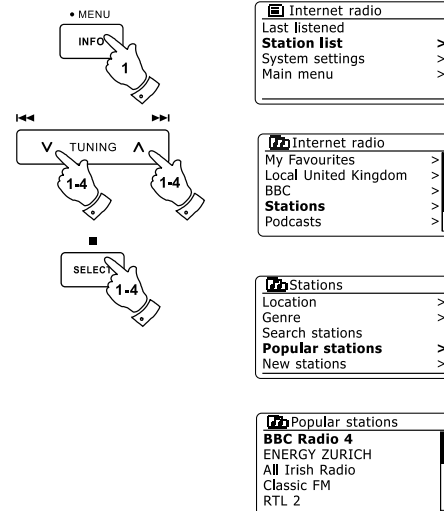 • MENU
INFO
1
TUNING
1-4
1-4
SELECT
1-4
Internet radio
Last listened
Station list >
System settings >
Main menu >
Internet radio
My Favourites >
Local United Kingdom >
BBC >
Stations >
Podcasts >
Stations
Location >
Genre >
Search stations
Popular stations >
New stations >
Popular stations
BBC Radio 4
ENERGY ZURICH
All Irish Radio
Classic FM
RTL 2